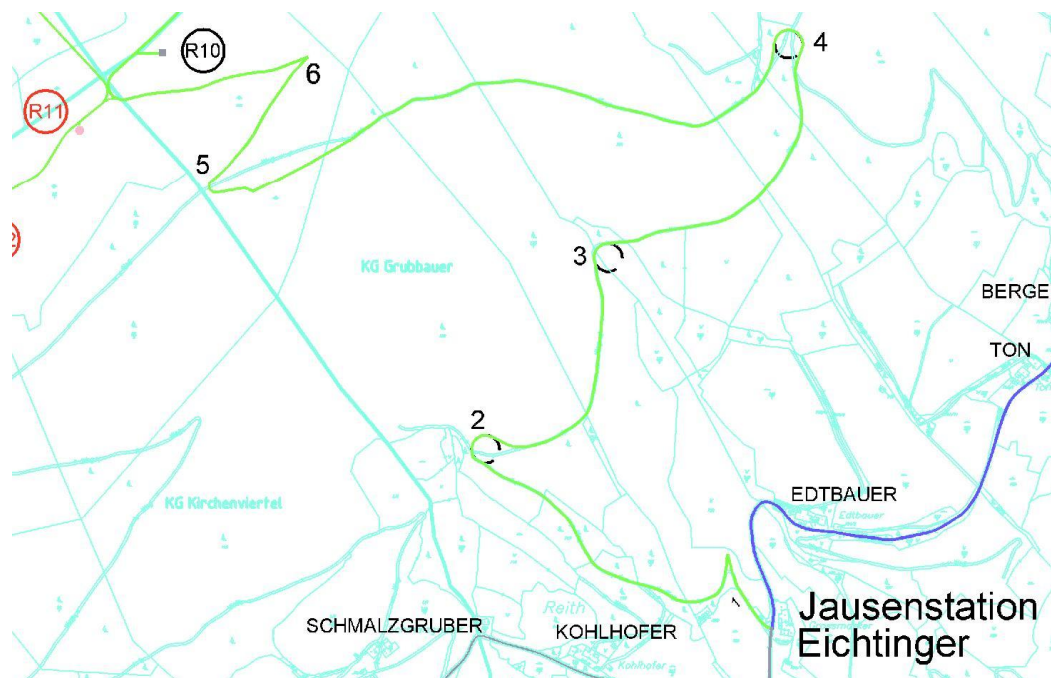 R10
4
6
R11
5
3
KG Grubbauer
BERGE
TON
2
EDTBAUER
KG Kirchenviertel
Edtbauer
1
Jausenstation
Reith
SCHMALZGRUBER
KOHLHOFER
Eichtinger
Kohlhofer